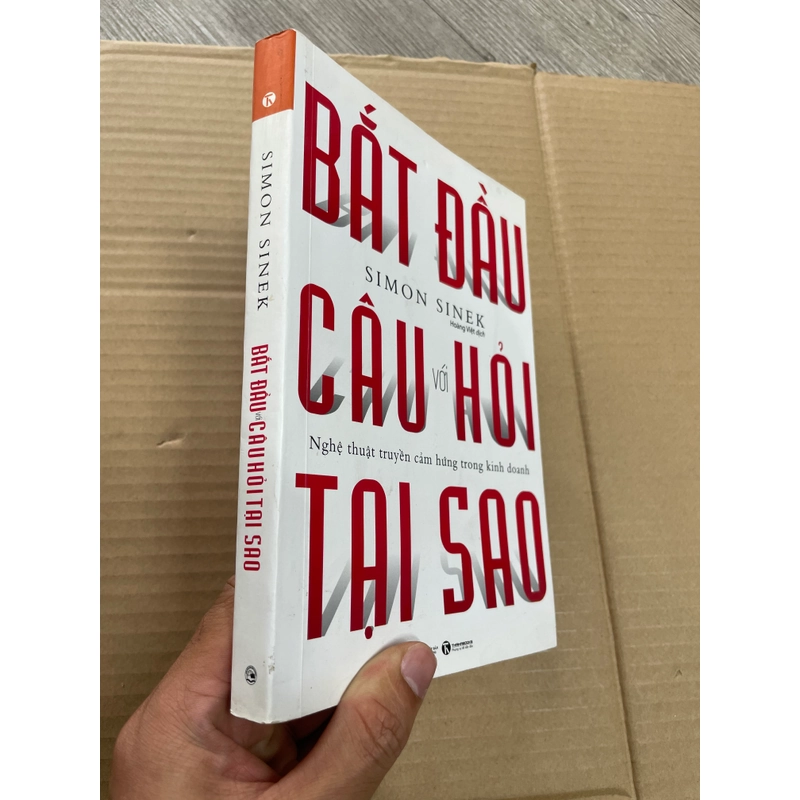 SIMON SINEK
BẮT ĐẦU VỚI CÂU HỎI TẠI SAO
BẮT ĐẦU
SIMON SINEK
Hoàng Việt dịch
CÂU VỚI HỎI
Nghệ thuật truyền cảm hứng trong kinh doanh
TẠI SAO